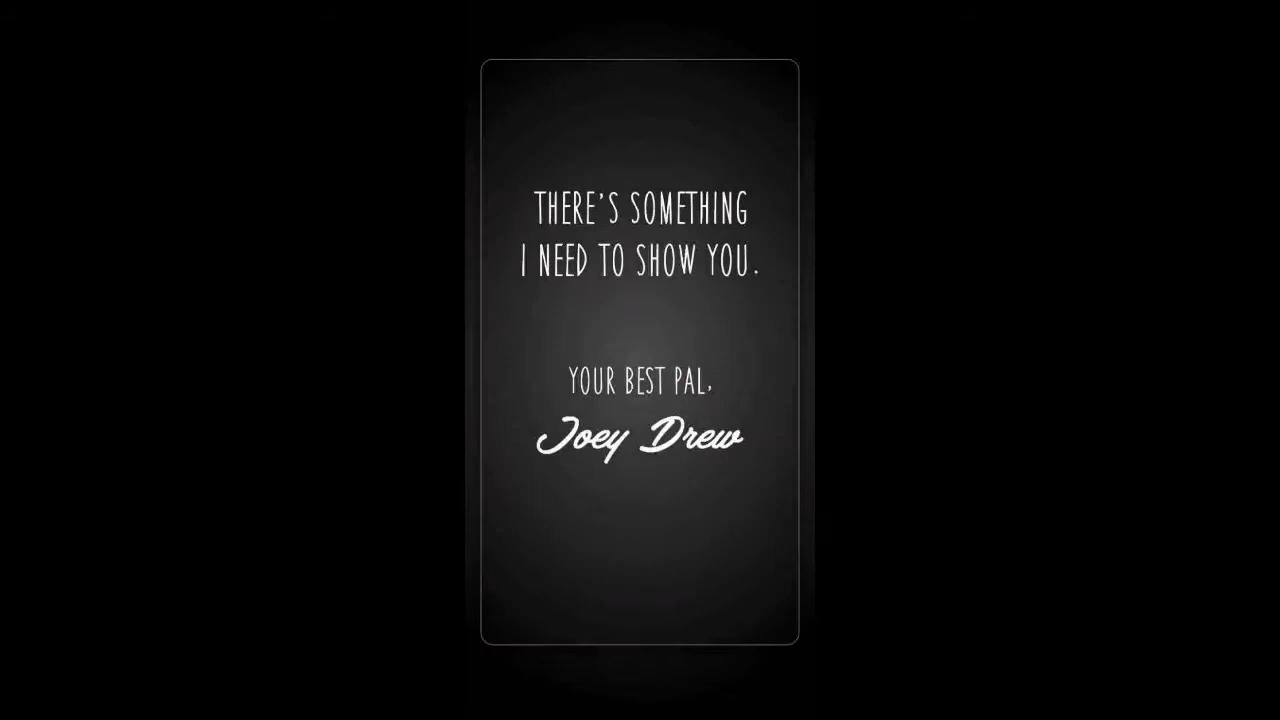 THERE'S SOMETHING
I NEED TO SHOW YOU.
YOUR BEST PAL,
Joey Drew